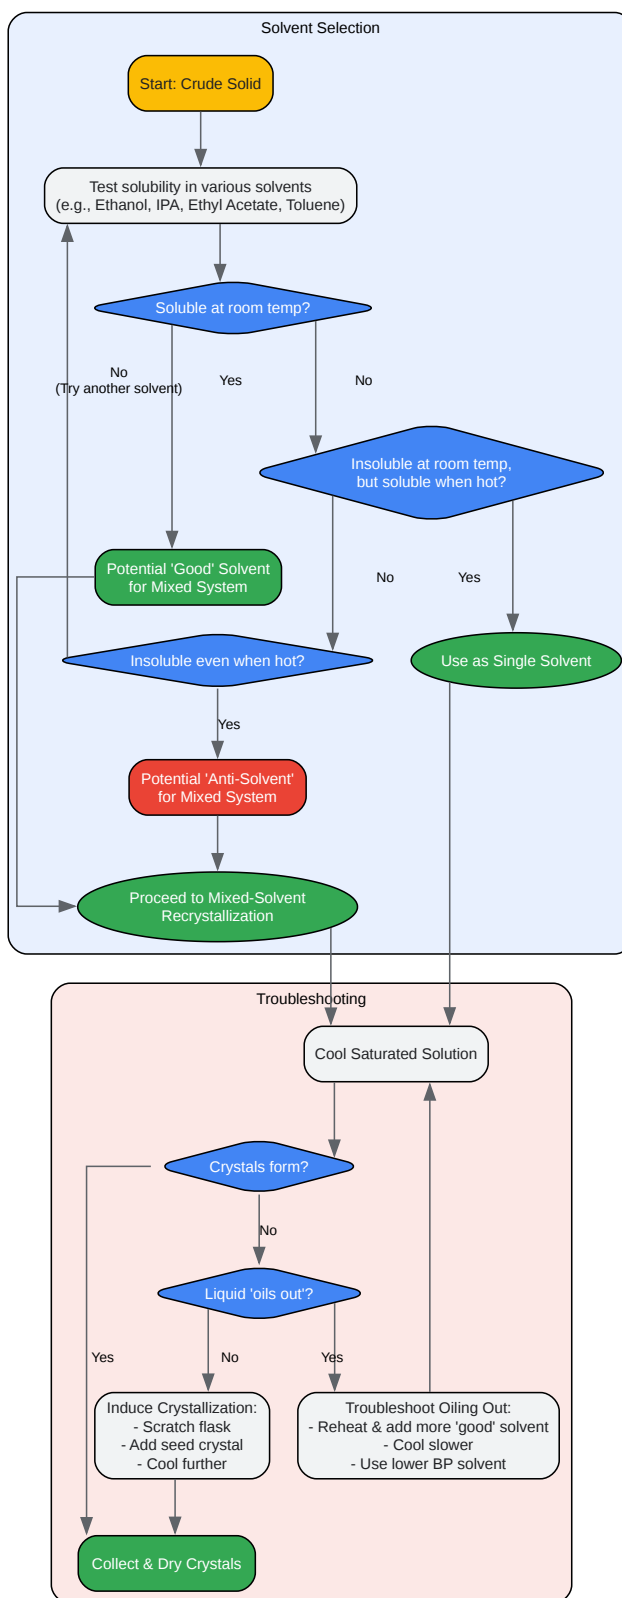 Solvent Selection
Start: Crude Solid
Test solubility in various solvents
(e.g., Ethanol, IPA, Ethyl Acetate, Toluene)
Soluble at room temp?
No
(Try another solvent)
Yes
No
Insoluble at room temp,
but soluble when hot?
Potential 'Good' Solvent
for Mixed System
No
Yes
Insoluble even when hot?
Use as Single Solvent
Yes
Potential 'Anti-Solvent'
for Mixed System
Proceed to Mixed-Solvent
Recrystallization
Troubleshooting
Cool Saturated Solution
Crystals form?
No
Liquid 'oils out'?
Yes
No
Yes
Induce Crystallization:
- Scratch flask
- Add seed crystal
- Cool further
Troubleshoot Oiling Out:
- Reheat & add more 'good' solvent
- Cool slower
- Use lower BP solvent
Collect & Dry Crystals